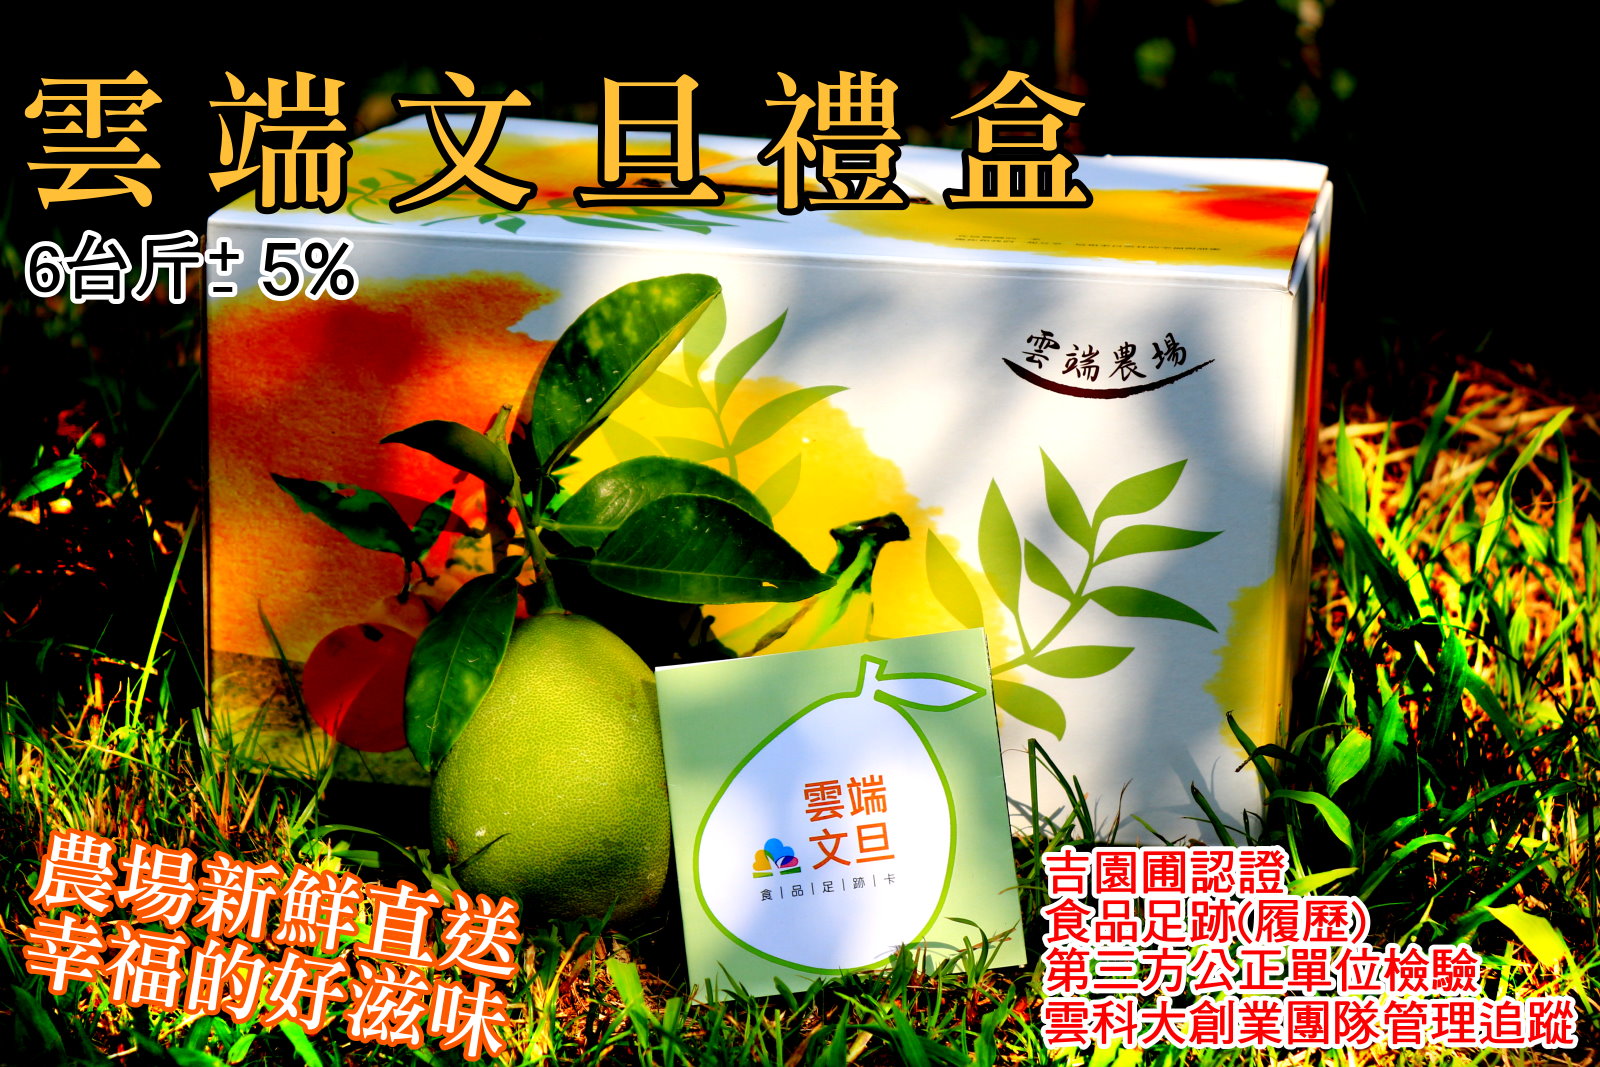 雲端文旦禮盒
6台斤± 5%
雲端農場
雲端
文旦
食|品|足|跡|卡
農場新鮮直送
幸福的好滋味
吉園圃認證
食品足跡(履歷)
第三方公正單位檢驗
雲科大創業團隊管理追蹤